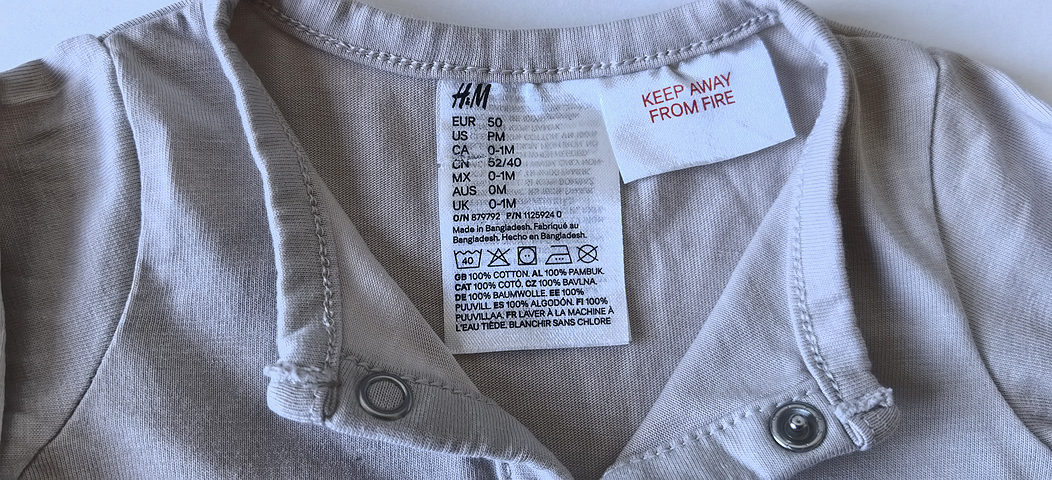 H&M
EUR 50
US PM
CA 0-1M
CN 52/40
MX 0-1M
AUS 0M
UK 0-1M
O/N 879792 P/N 1125924 0
Made in Bangladesh. Fabriqué au
Bangladesh. Hecho en Bangladesh.
40
GB 100% COTTON. AL 100% PAMBUK.
CAT 100% COTÓ. CZ 100% BAVLNA.
DE 100% BAUMWOLLE. EE 100%
PUUVILL. ES 100% ALGODÓN. FI 100%
PUUVILLAA. FR LAVER À LA MACHINE À
L'EAU TIÈDE. BLANCHIR SANS CHLORE
KEEP AWAY
FROM FIRE